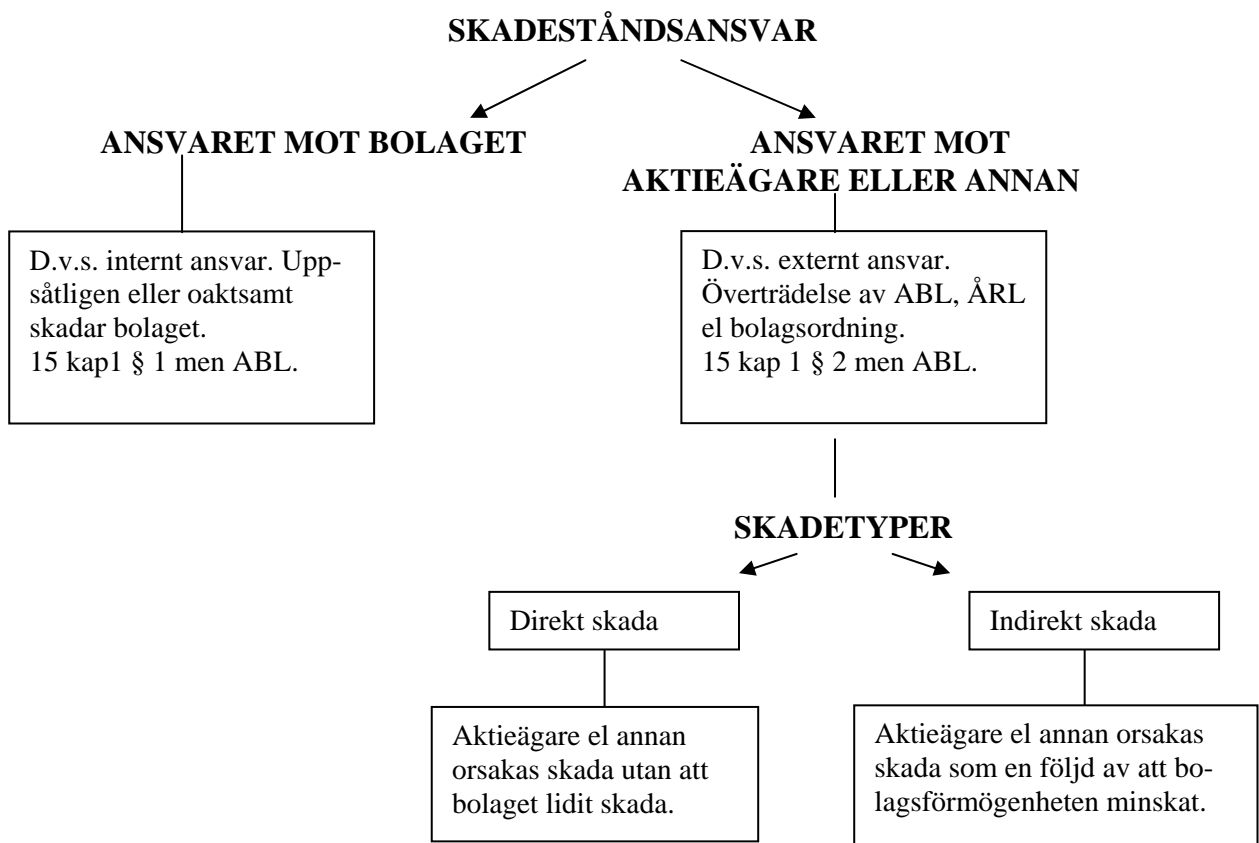 SKADESTÅNDSANSVAR
ANSVARET MOT BOLAGET
ANSVARET MOT
AKTIEÄGARE ELLER ANNAN
D.v.s. internt ansvar. Upp-
såtligen eller oaktsamt
skadar bolaget.
15 kap1 § 1 men ABL.
D.v.s. externt ansvar.
Överträdelse av ABL, ÅRL
el bolagsordning.
15 kap 1 § 2 men ABL.
SKADETYPER
Direkt skada
Indirekt skada
Aktieägare el annan
orsakas skada utan att
bolaget lidit skada.
Aktieägare el annan orsakas
skada som en följd av att bo-
lagsförmögenheten minskat.